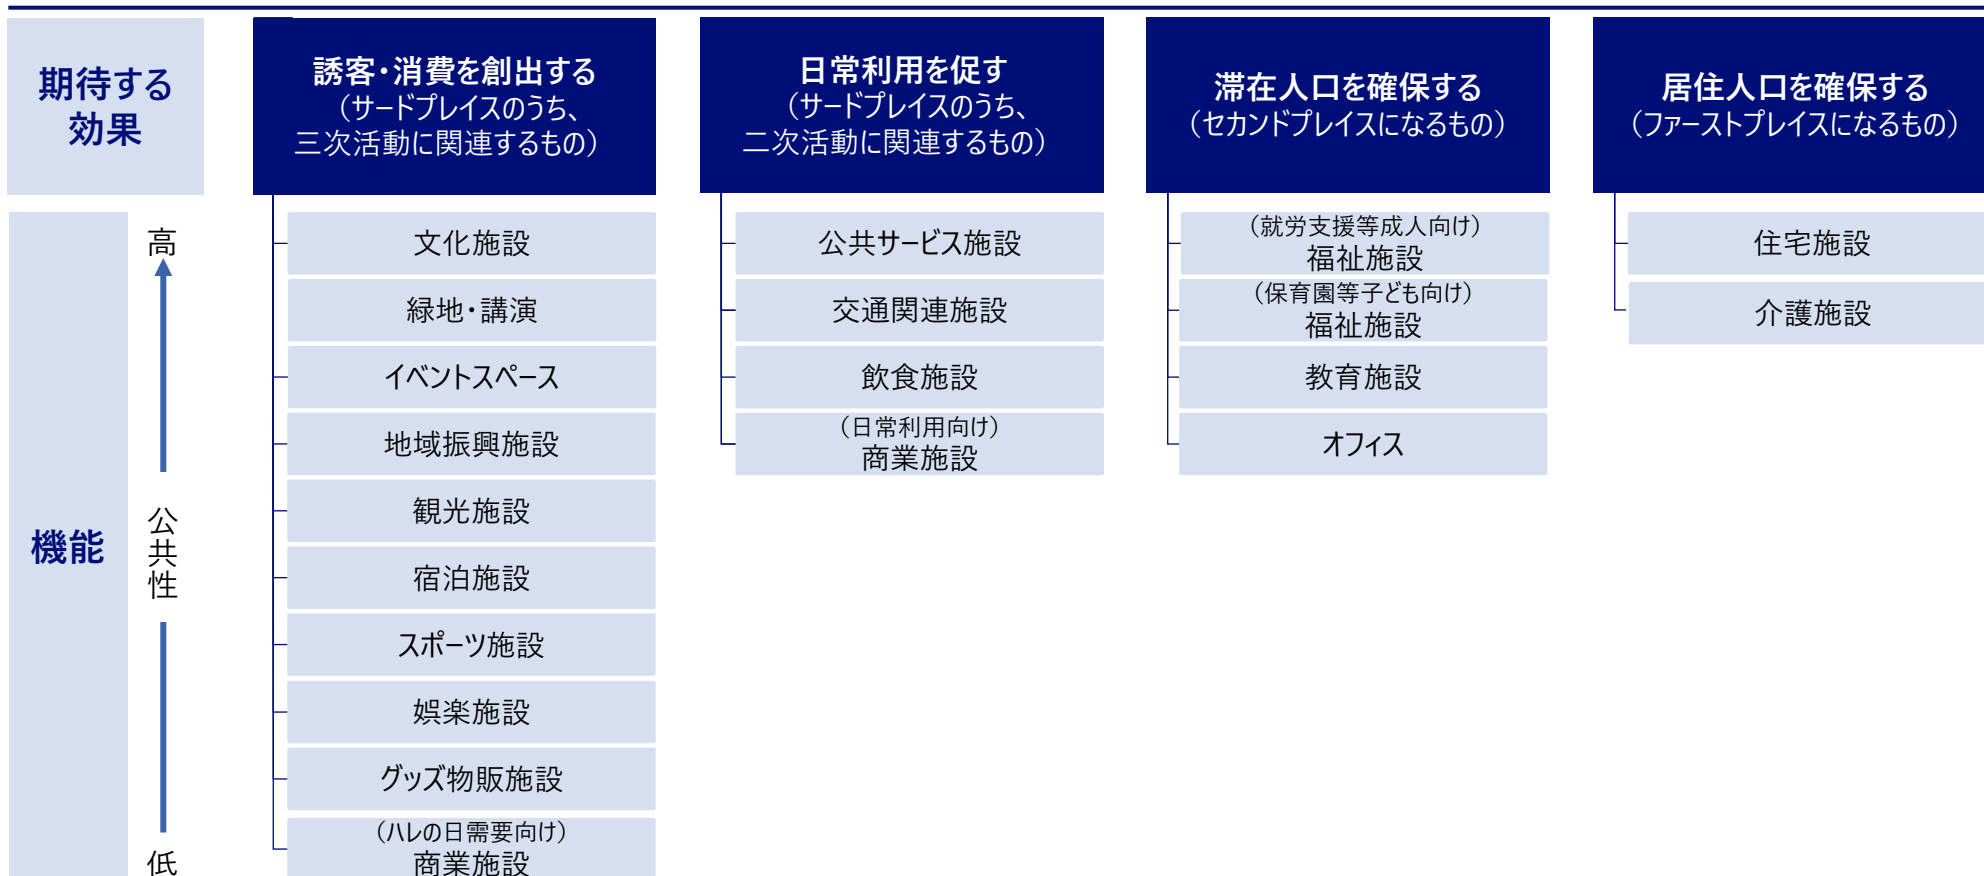 期待する
効果
誘客・消費を創出する
（サードプレイスのうち、
三次活動に関連するもの）
日常利用を促す
（サードプレイスのうち、
二次活動に関連するもの）
滞在人口を確保する
（セカンドプレイスになるもの）
居住人口を確保する
（ファーストプレイスになるもの）
機能
高
公共性
低
文化施設
緑地・講演
イベントスペース
地域振興施設
観光施設
宿泊施設
スポーツ施設
娯楽施設
グッズ物販施設
（ハレの日需要向け）
商業施設
公共サービス施設
交通関連施設
飲食施設
（日常利用向け）
商業施設
（就労支援等成人向け）
福祉施設
（保育園等子ども向け）
福祉施設
教育施設
オフィス
住宅施設
介護施設